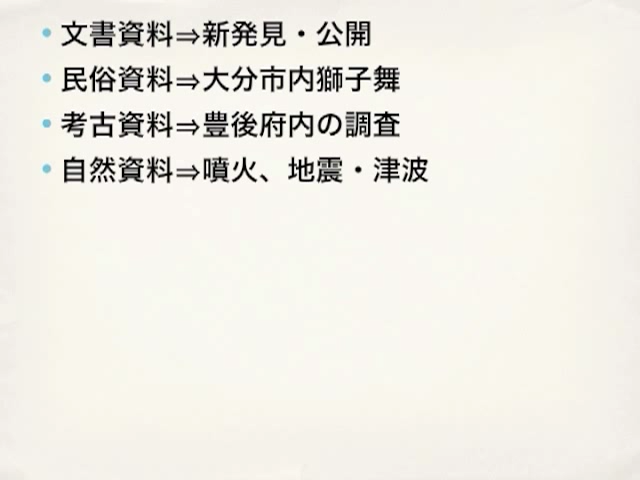 • 文書資料⇒新発見・公開
• 民俗資料⇒大分市内獅子舞
• 考古資料⇒豊後府内の調査
• 自然資料⇒噴火、地震・津波